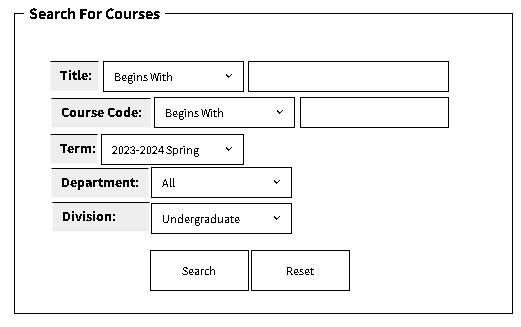 Search For Courses
Title: Begins With
Course Code: Begins With
Term: 2023-2024 Spring
Department: All
Division: Undergraduate
Search Reset